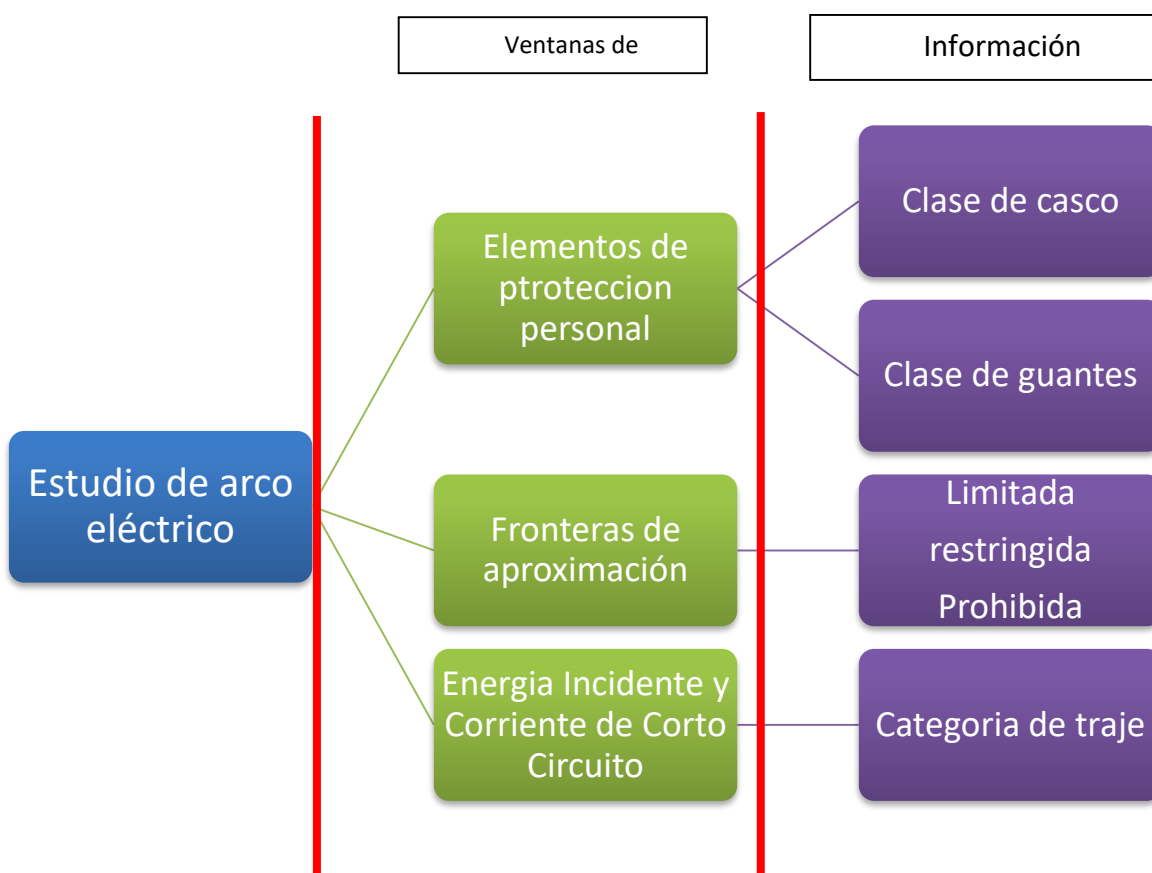 Ventanas de
Información
Estudio de arco
eléctrico
Elementos de
ptroteccion
personal
Clase de casco
Clase de guantes
Fronteras de
aproximación
Limitada
restringida
Prohibida
Energia Incidente y
Corriente de Corto
Circuito
Categoria de traje